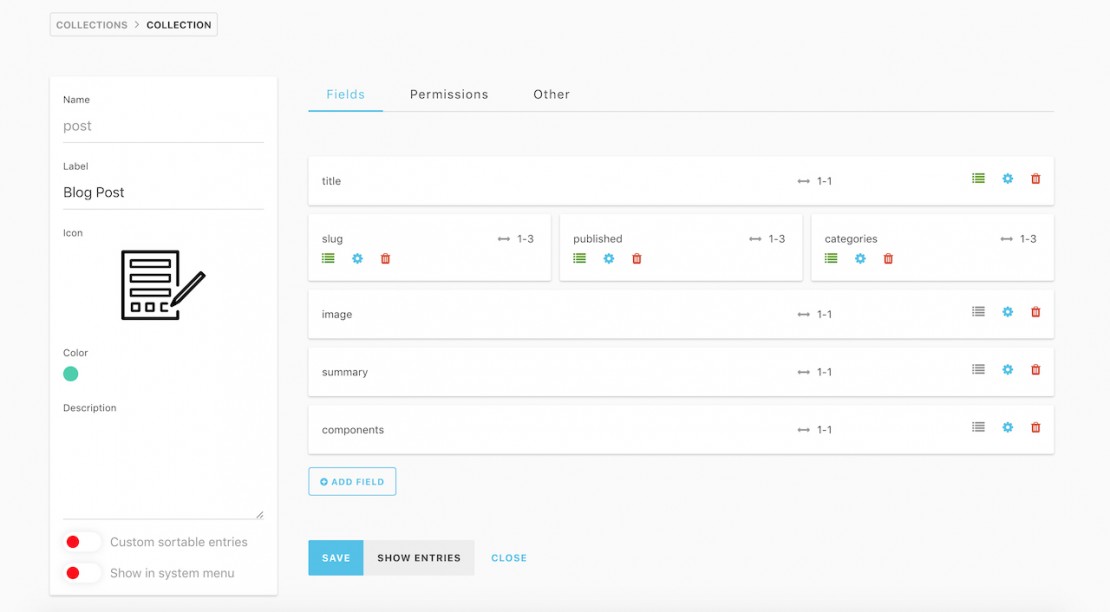 COLLECTIONS > COLLECTION
Name
post
Label
Blog Post
Icon
Color
Description
Custom sortable entries
Show in system menu
Fields Permissions Other
title 1-1
slug 1-3 published 1-3 categories 1-3
image 1-1
summary 1-1
components 1-1
ADD FIELD
SAVE SHOW ENTRIES CLOSE